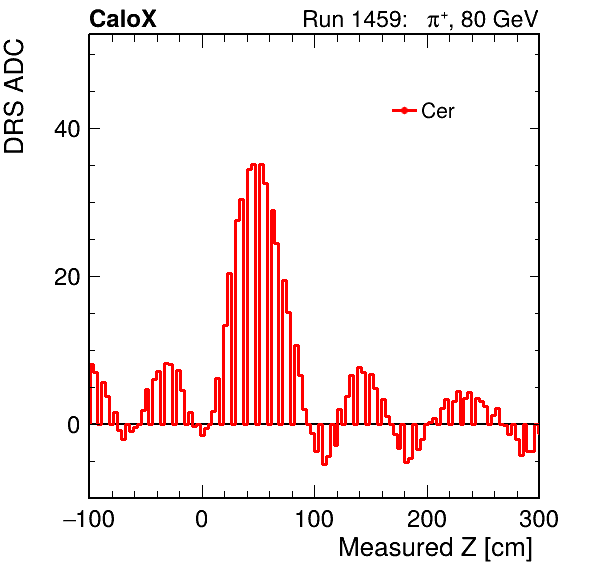 CaloX Run 1459: π⁺, 80 GeV
DRS ADC
Cer
40
20
0
−100 0 100 200 300
Measured Z [cm]